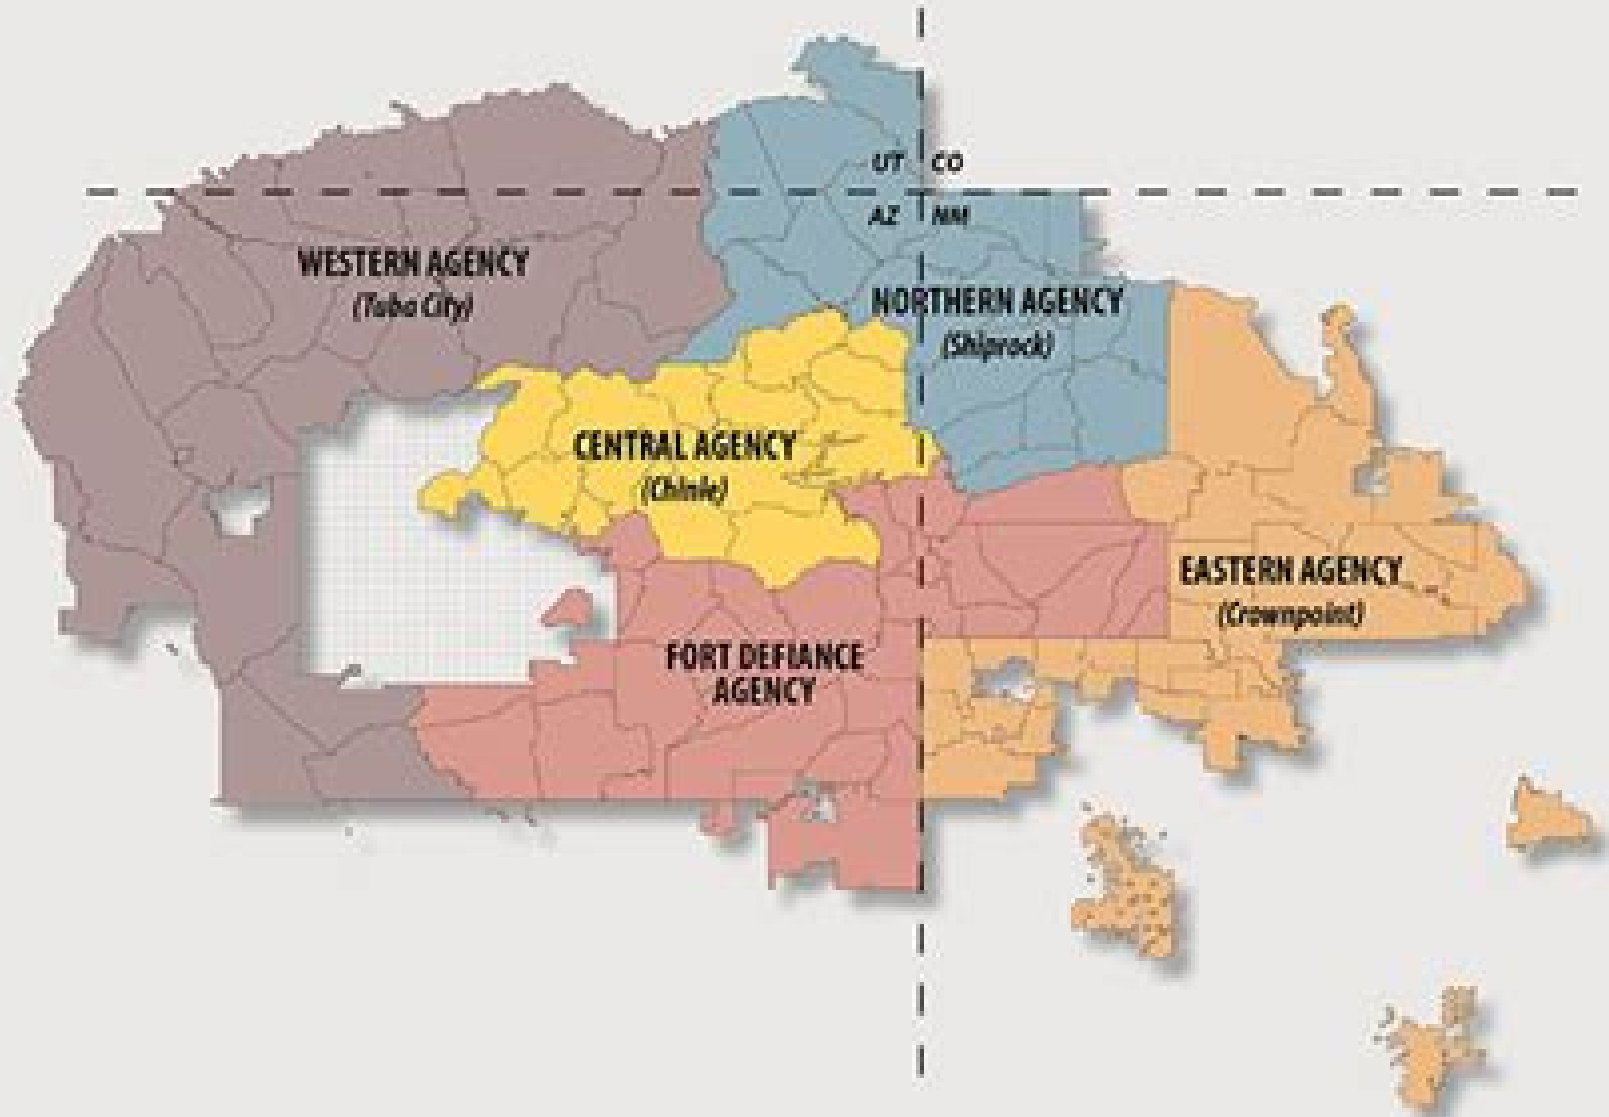 UT CO
AZ NM
WESTERN AGENCY
(Tuba City)
NORTHERN AGENCY
(Shiprock)
CENTRAL AGENCY
(Chinle)
EASTERN AGENCY
(Crownpoint)
FORT DEFIANCE
AGENCY